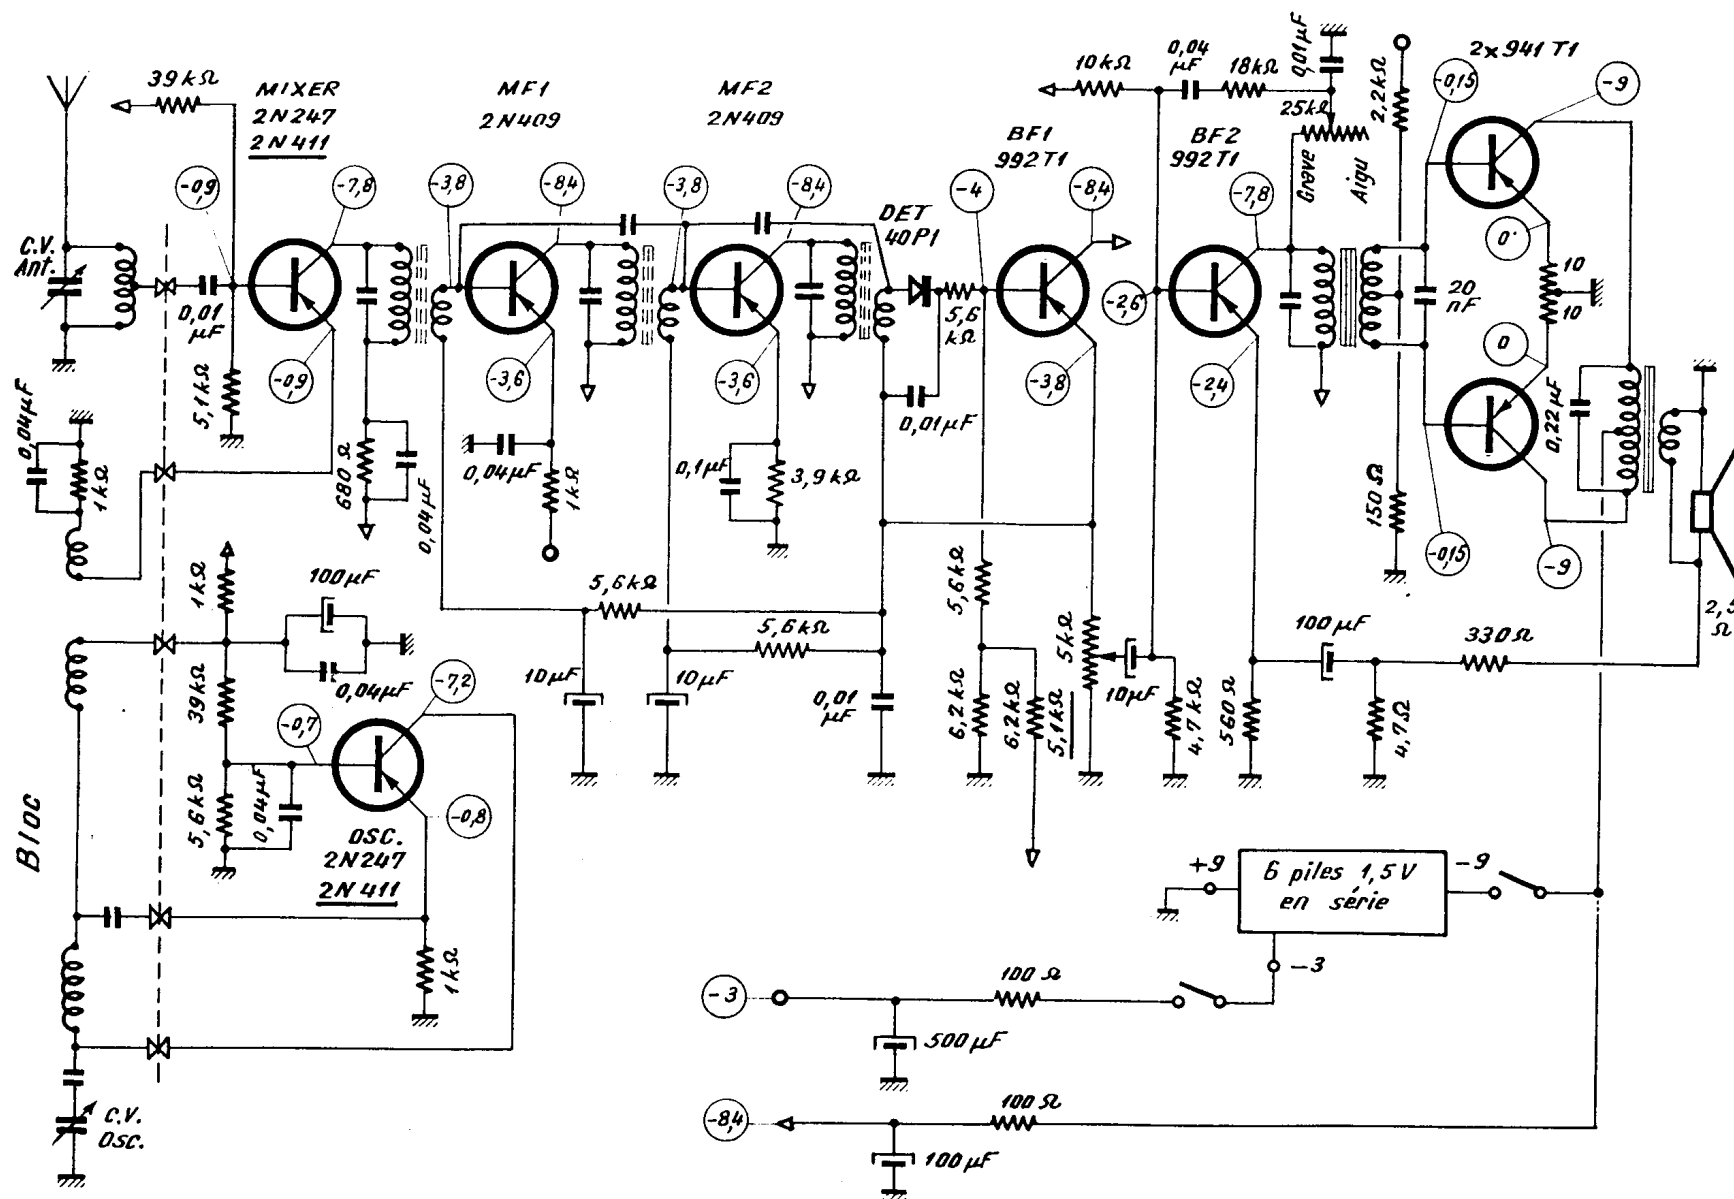 39kΩ
MIXER
2N247
2N411
MF1
2N409
MF2
2N409
10kΩ
0,04
µF
18kΩ
0,01µF
25kΩ
2,2kΩ
2x941T1
-0,15
-9
BF1
992T1
BF2
992T1
Grave
Aigu
-0,9
-7,8
-3,8
-8,4
-3,8
-8,4
DET
40P1
-4
-8,4
-7,8
C.V.
Ant.
0,01
µF
5,6
kΩ
-2,6
20
nF
0
10
10
0
5,1kΩ
-0,9
-3,6
-3,6
0,01µF
-3,8
-2,4
0,22µF
0,04µF
1kΩ
680Ω
0,04µF
0,04µF
1kΩ
0,1µF
3,9kΩ
150Ω
-0,15
-9
2,5
Ω
1kΩ
100µF
0,04µF
5,6kΩ
5,6kΩ
5,6kΩ
5kΩ
100µF
330Ω
39kΩ
-7,2
-0,7
10µF
10µF
0,01
µF
6,2kΩ
6,2kΩ
5,1kΩ
10µF
4,7kΩ
560Ω
4,7Ω
Bloc
5,6kΩ
0,04µF
-0,8
OSC.
2N247
2N411
+9
6 piles 1,5V
en série
-9
-3
1kΩ
-3
100Ω
500µF
C.V.
OSC.
-8,4
100Ω
100µF